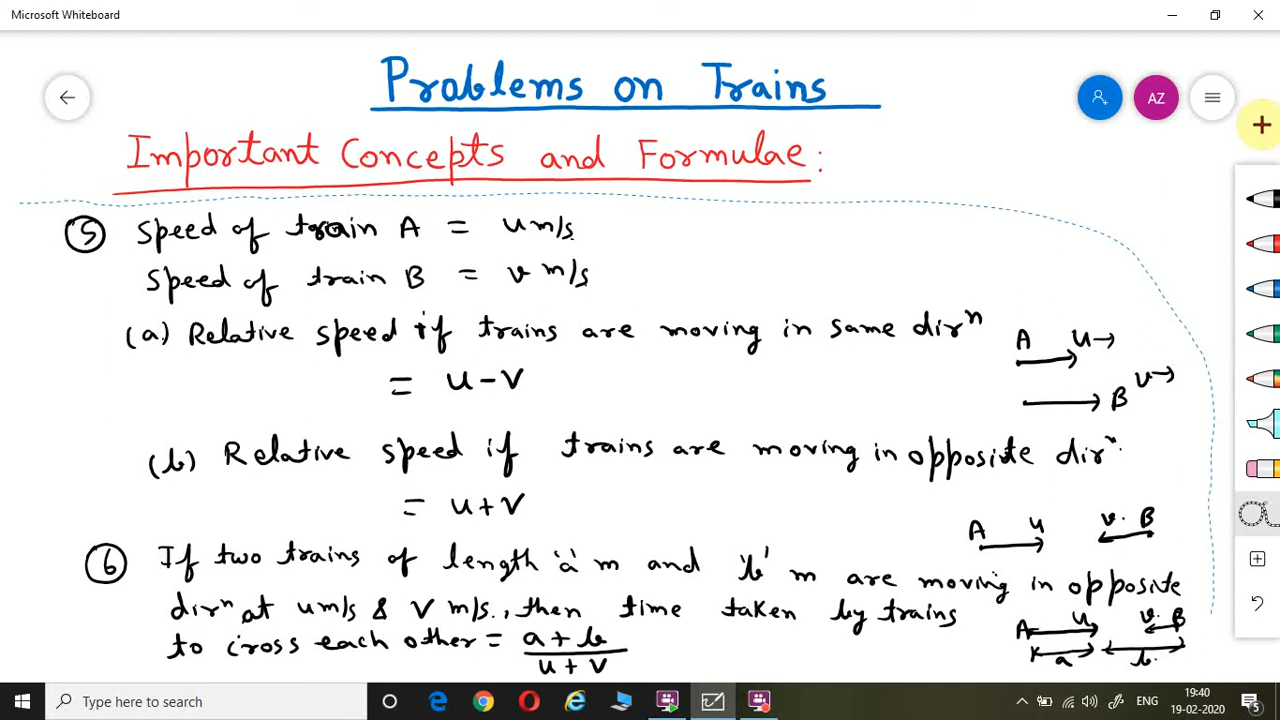 Microsoft Whiteboard
Problems on Trains
AZ
Important Concepts and Formulae:
⑤ Speed of train A = u m/s
Speed of train B = v m/s
(a) Relative speed if trains are moving in same dirⁿ
= u - v
A u→
B v→
(b) Relative speed if trains are moving in opposite dirⁿ.
= u + v
A u v. B
⑥ If two trains of length 'a' m and 'b' m are moving in opposite
dirⁿ at u m/s & v m/s., then time taken by trains
to cross each other = a + b / u + v
A u v. B
a b.
Type here to search
ENG
19:40
19-02-2020
5